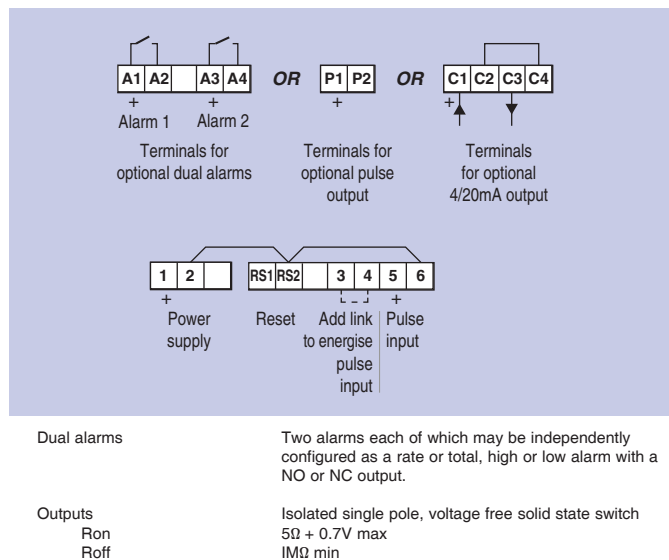 A1 A2 A3 A4 OR P1 P2 OR C1 C2 C3 C4
+ + + +
Alarm 1 Alarm 2
Terminals for optional dual alarms
Terminals for optional pulse output
Terminals for optional 4/20mA output
1 2 RS1 RS2 3 4 5 6
+ +
Power supply
Reset
Add link to energise pulse input
Pulse input
Dual alarms
Two alarms each of which may be independently
configured as a rate or total, high or low alarm with a
NO or NC output.
Outputs Isolated single pole, voltage free solid state switch
Ron 5Ω + 0.7V max
Roff IMΩ min